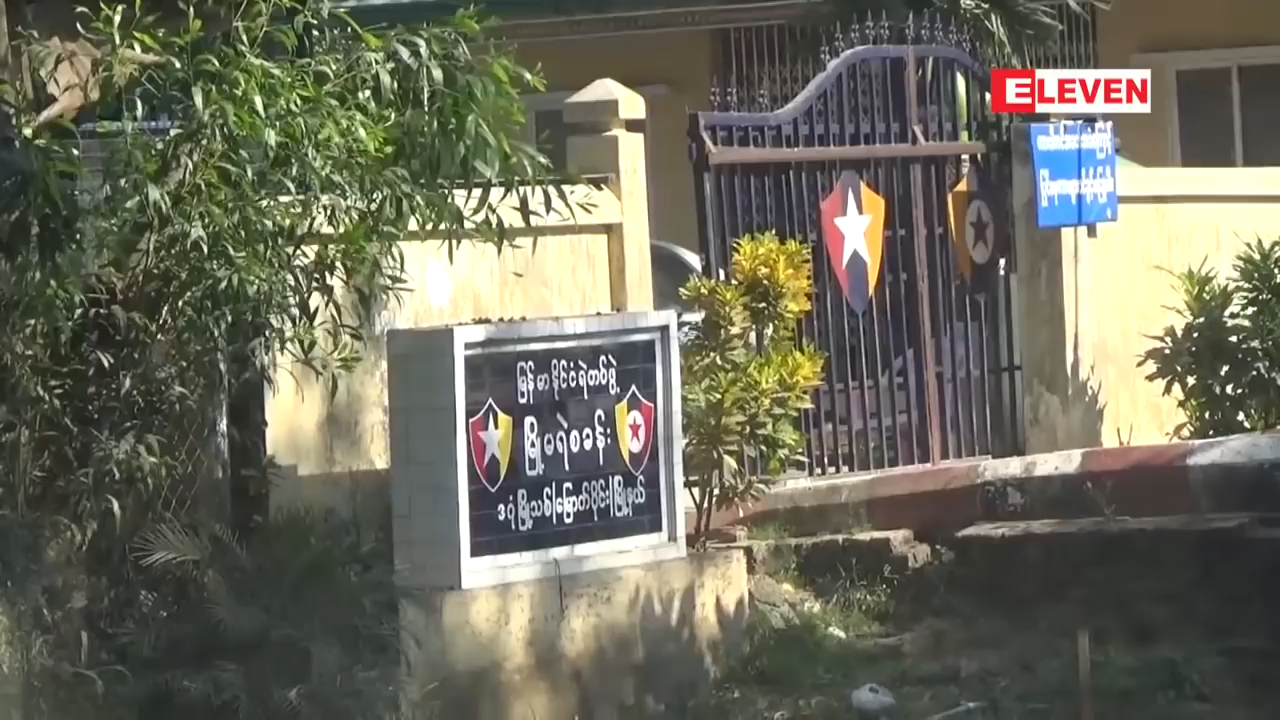 ELEVEN
မြန်မာနိုင်ငံရဲတပ်ဖွဲ့
မြို့မရဲစခန်း
ဒဂုံမြို့သစ်(မြောက်ပိုင်း)မြို့နယ်